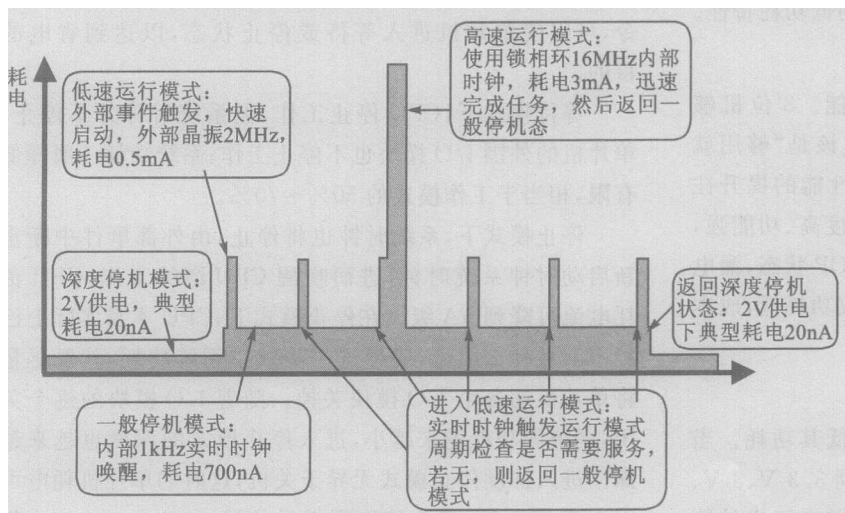 耗电
低速运行模式：
外部事件触发，快速
启动，外部晶振2MHz，
耗电0.5mA
高速运行模式：
使用锁相环16MHz内部
时钟，耗电3mA，迅速
完成任务，然后返回一
般停机态
深度停机模式：
2V供电，典型
耗电20nA
返回深度停机
状态：2V供电
下典型耗电20nA
一般停机模式：
内部1kHz实时时钟
唤醒，耗电700nA
进入低速运行模式：
实时时钟触发运行模式
周期检查是否需要服务，
若无，则返回一般停机
模式